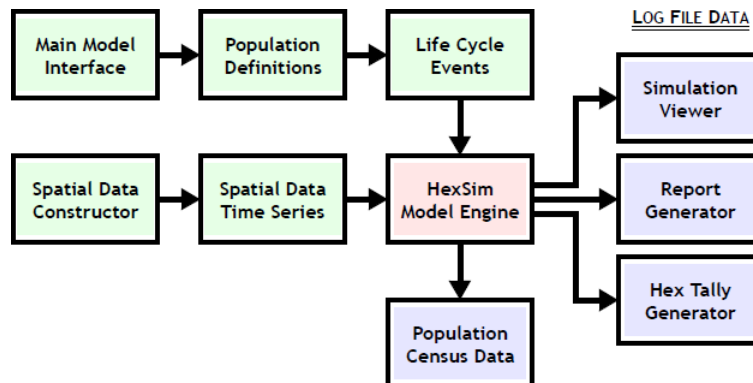 LOG FILE DATA
Main Model
Interface
Population
Definitions
Life Cycle
Events
Simulation
Viewer
Spatial Data
Constructor
Spatial Data
Time Series
HexSim
Model Engine
Report
Generator
Population
Census Data
Hex Tally
Generator